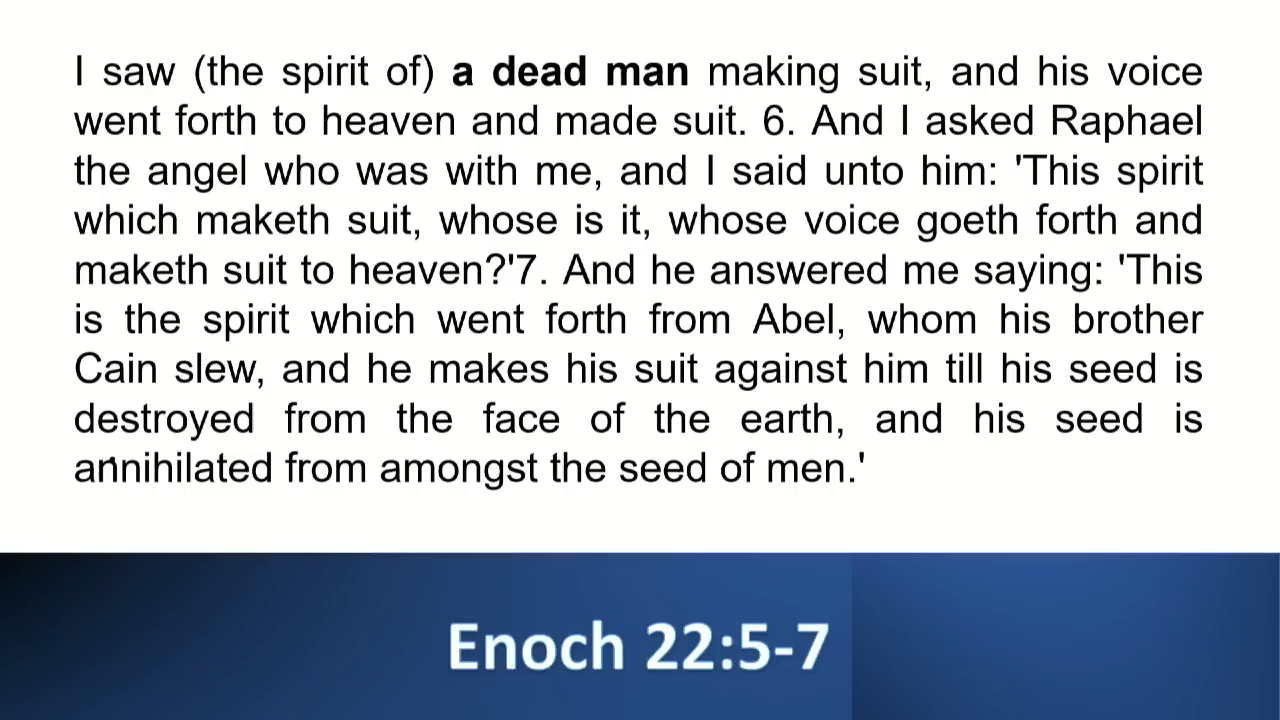 I saw (the spirit of) a dead man making suit, and his voice
went forth to heaven and made suit. 6. And I asked Raphael
the angel who was with me, and I said unto him: 'This spirit
which maketh suit, whose is it, whose voice goeth forth and
maketh suit to heaven?'7. And he answered me saying: 'This
is the spirit which went forth from Abel, whom his brother
Cain slew, and he makes his suit against him till his seed is
destroyed from the face of the earth, and his seed is
annihilated from amongst the seed of men.'
Enoch 22:5-7